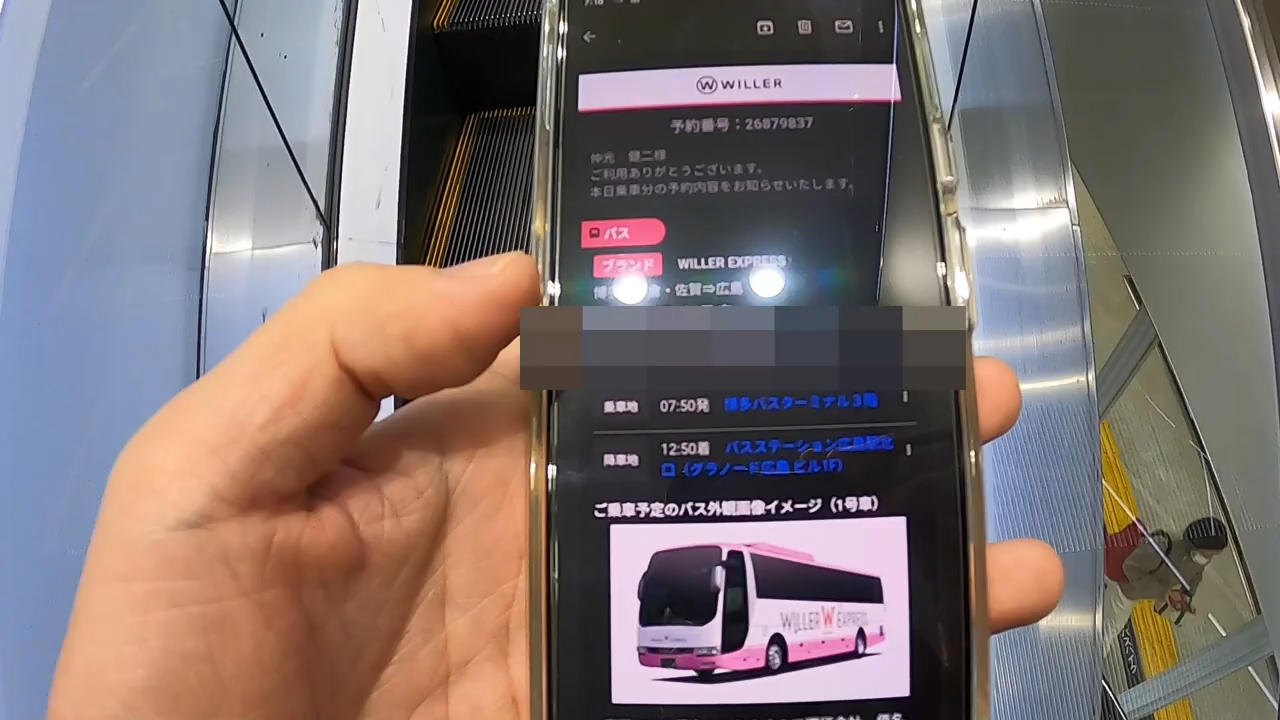 WILLER
予約番号：26879837
仲光 健二様
ご利用ありがとうございます。
本日乗車分の予約内容をお知らせいたします。
バス
ブランド WILLER EXPRESS
・佐賀⇒広島
乗車地 07:50発 博多バスターミナル3階
降車地 12:50着 バスステーション広島駅北
口（グラノード広島 ビル1F）
ご乗車予定のバス外観画像イメージ（1号車）
WILLER EXPRESS